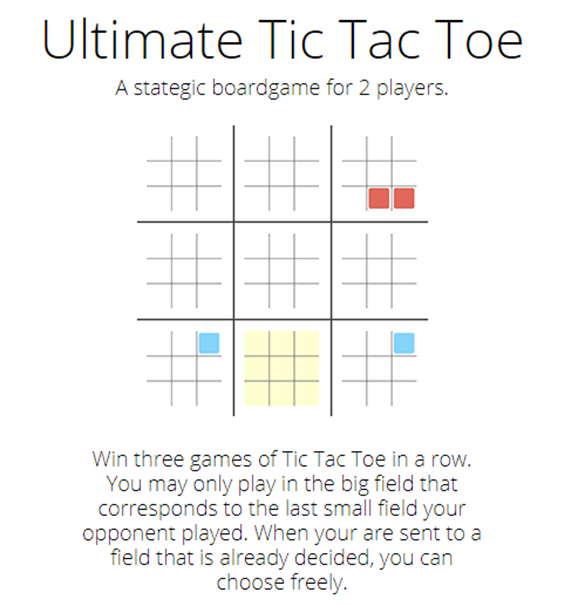 Ultimate Tic Tac Toe
A stategic boardgame for 2 players.
Win three games of Tic Tac Toe in a row.
You may only play in the big field that
corresponds to the last small field your
opponent played. When your are sent to a
field that is already decided, you can
choose freely.